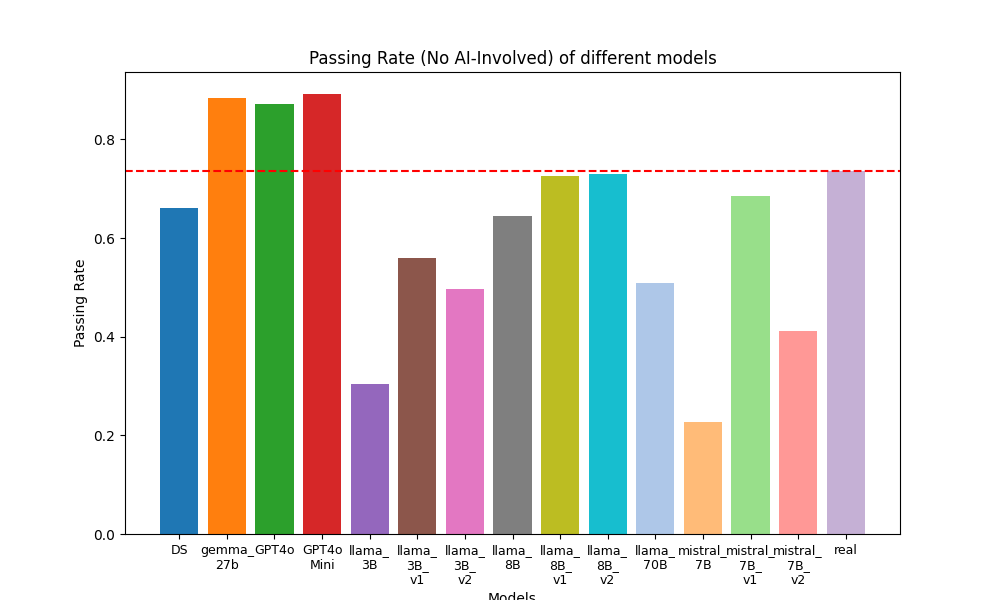 Passing Rate (No AI-Involved) of different models
Passing Rate
0.8
0.6
0.4
0.2
0.0
DS
gemma_
27b
GPT4o
GPT4o
Mini
llama_
3B
llama_
3B_
v1
llama_
3B_
v2
llama_
8B
llama_
8B_
v1
llama_
8B_
v2
llama_
70B
mistral_
7B
mistral_
7B_
v1
mistral_
7B_
v2
real
Models